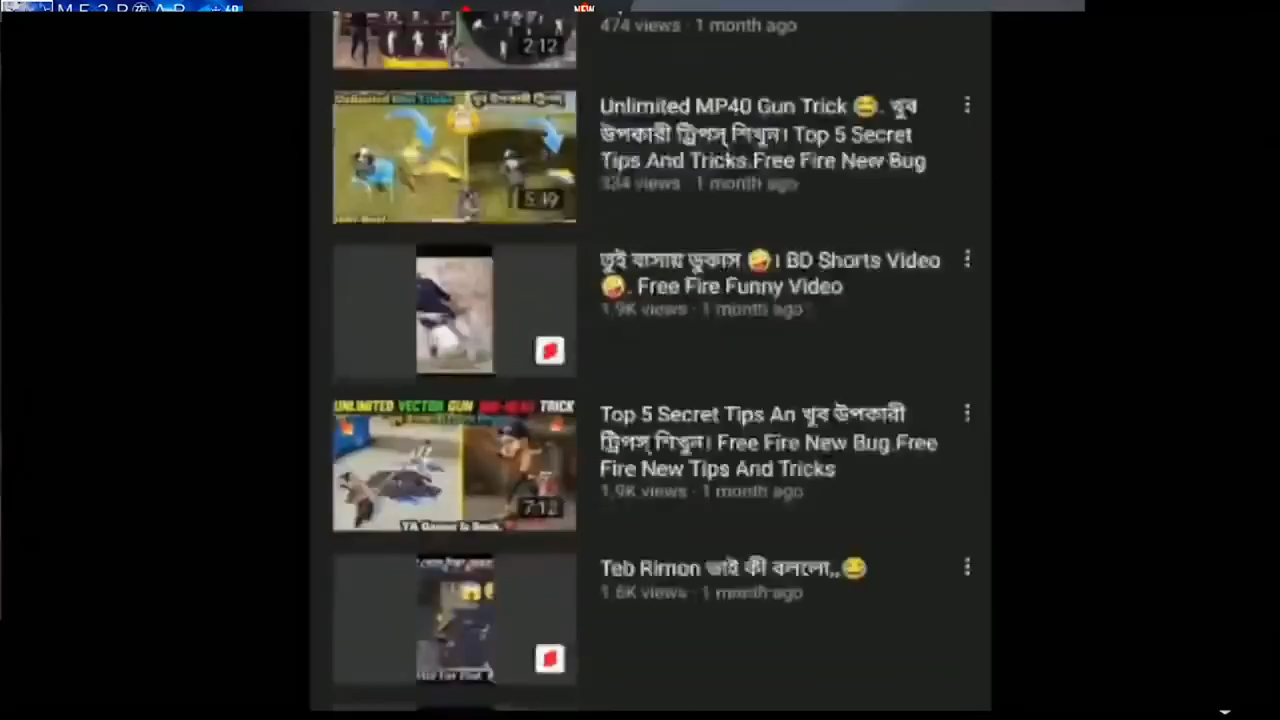 NEW
2:12
474 views · 1 month ago
Unlimited MP40 Gun Trick 😂. খুব
উপকারী ট্রিপস্ শিখুন। Top 5 Secret
Tips And Tricks.Free Fire New Bug
334 views · 1 month ago
5:19
তুই বাসায় ঢুকাস 🤪। BD Shorts Video
🤪. Free Fire Funny Video
1.9K views · 1 month ago
UNLIMITED VECTOR GUN TRICK
7:12
Top 5 Secret Tips An খুব উপকারী
ট্রিপস্ শিখুন। Free Fire New Bug.Free
Fire New Tips And Tricks
1.9K views · 1 month ago
Teb Rimon ভাই কী বললো,,😂
1.6K views · 1 month ago